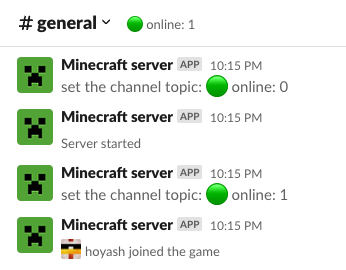 # general online: 1
Minecraft server APP 10:15 PM
set the channel topic: online: 0
Minecraft server APP 10:15 PM
Server started
Minecraft server APP 10:15 PM
set the channel topic: online: 1
Minecraft server APP 10:15 PM
hoyash joined the game